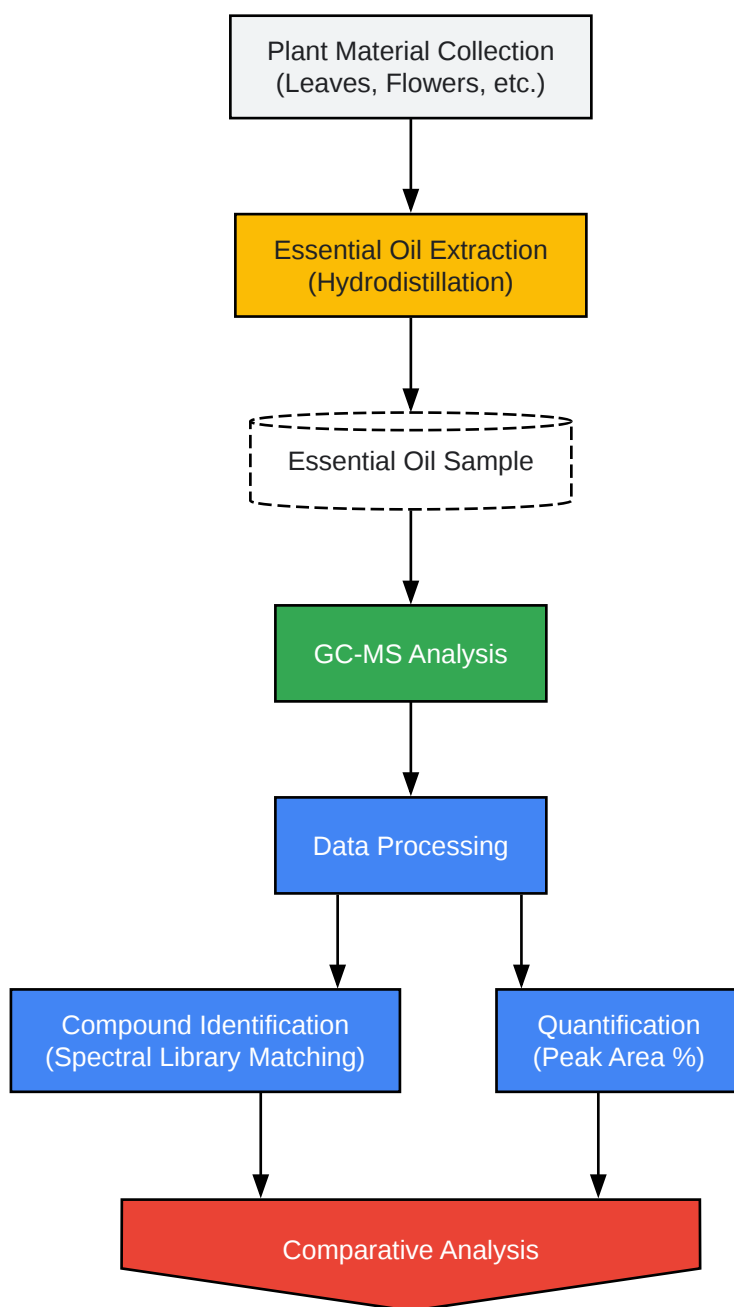 Plant Material Collection
(Leaves, Flowers, etc.)
Essential Oil Extraction
(Hydrodistillation)
Essential Oil Sample
GC-MS Analysis
Data Processing
Compound Identification
(Spectral Library Matching)
Quantification
(Peak Area %)
Comparative Analysis